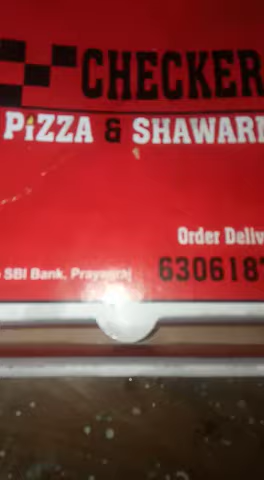 CHECKER
PiZZA & SHAWAR
Order Deliv
SBI Bank, Prayagraj
630618